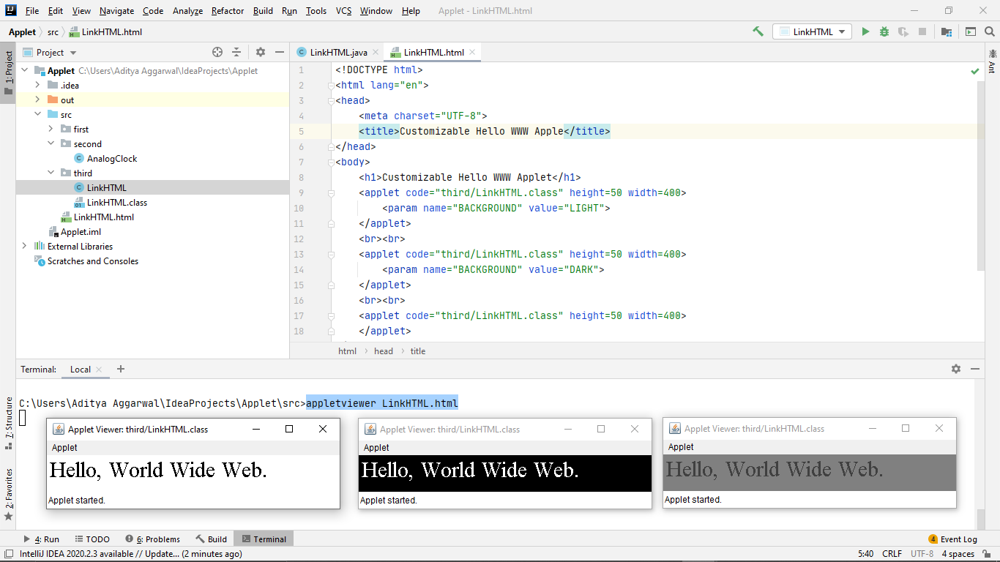 File Edit View Navigate Code Analyze Refactor Build Run Tools VCS Window Help Applet - LinkHTML.html
Applet src LinkHTML.html LinkHTML
1: Project
Project
Applet C:\Users\Aditya Aggarwal\IdeaProjects\Applet
.idea
out
src
first
second
AnalogClock
third
LinkHTML
LinkHTML.class
LinkHTML.html
Applet.iml
External Libraries
Scratches and Consoles
LinkHTML.java LinkHTML.html
1 <!DOCTYPE html>
2 <html lang="en">
3 <head>
4 <meta charset="UTF-8">
5 <title>Customizable Hello WWW Apple</title>
6 </head>
7 <body>
8 <h1>Customizable Hello WWW Applet</h1>
9 <applet code="third/LinkHTML.class" height=50 width=400>
10 <param name="BACKGROUND" value="LIGHT">
11 </applet>
12 <br><br>
13 <applet code="third/LinkHTML.class" height=50 width=400>
14 <param name="BACKGROUND" value="DARK">
15 </applet>
16 <br><br>
17 <applet code="third/LinkHTML.class" height=50 width=400>
18 </applet>
html head title
Ant
Terminal: Local
C:\Users\Aditya Aggarwal\IdeaProjects\Applet\src>appletviewer LinkHTML.html
Applet Viewer: third/LinkHTML.class
Applet
Hello, World Wide Web.
Applet started.
Applet Viewer: third/LinkHTML.class
Applet
Hello, World Wide Web.
Applet started.
Applet Viewer: third/LinkHTML.class
Applet
Hello, World Wide Web.
Applet started.
7: Structure
2: Favorites
4: Run TODO 6: Problems Build Terminal 4 Event Log
IntelliJ IDEA 2020.2.3 available // Update... (2 minutes ago) 5:40 CRLF UTF-8 4 spaces